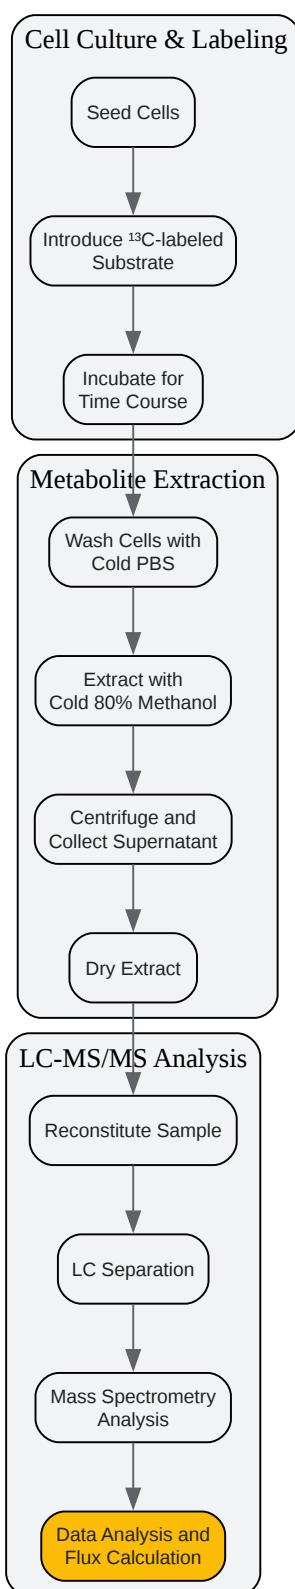 Cell Culture & Labeling
Seed Cells
Introduce ¹³C-labeled
Substrate
Incubate for
Time Course
Metabolite Extraction
Wash Cells with
Cold PBS
Extract with
Cold 80% Methanol
Centrifuge and
Collect Supernatant
Dry Extract
LC-MS/MS Analysis
Reconstitute Sample
LC Separation
Mass Spectrometry
Analysis
Data Analysis and
Flux Calculation